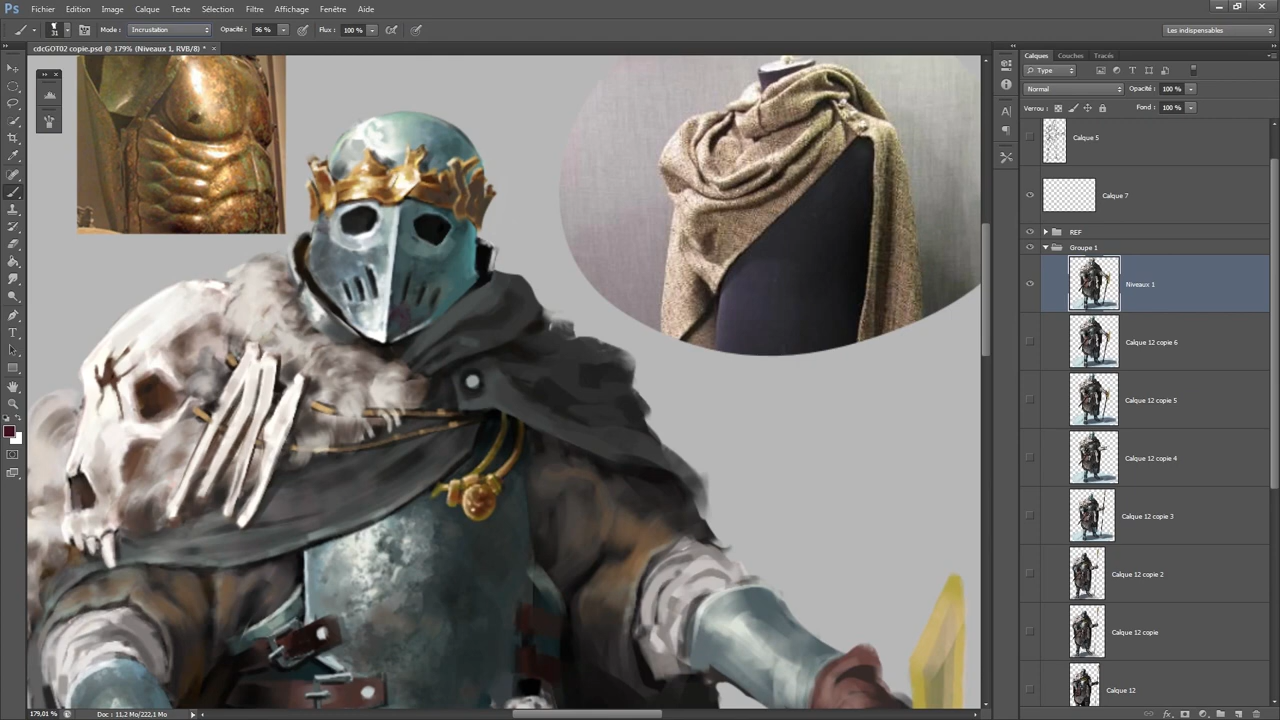 Ps Fichier Edition Image Calque Texte Sélection Filtre Affichage Fenêtre Aide
31 Mode : Incrustation Opacité : 96 % Flux : 100 % Les indispensables
cdcGOT02 copie.psd @ 179% (Niveaux 1, RVB/8) * ×
Calques Couches Tracés
Type
Normal Opacité : 100 %
Verrou : Fond : 100 %
Calque 5
Calque 7
REF
Groupe 1
Niveaux 1
Calque 12 copie 6
Calque 12 copie 5
Calque 12 copie 4
Calque 12 copie 3
Calque 12 copie 2
Calque 12 copie
Calque 12
179,01 % Doc : 11,2 Mo/222,1 Mo
fx